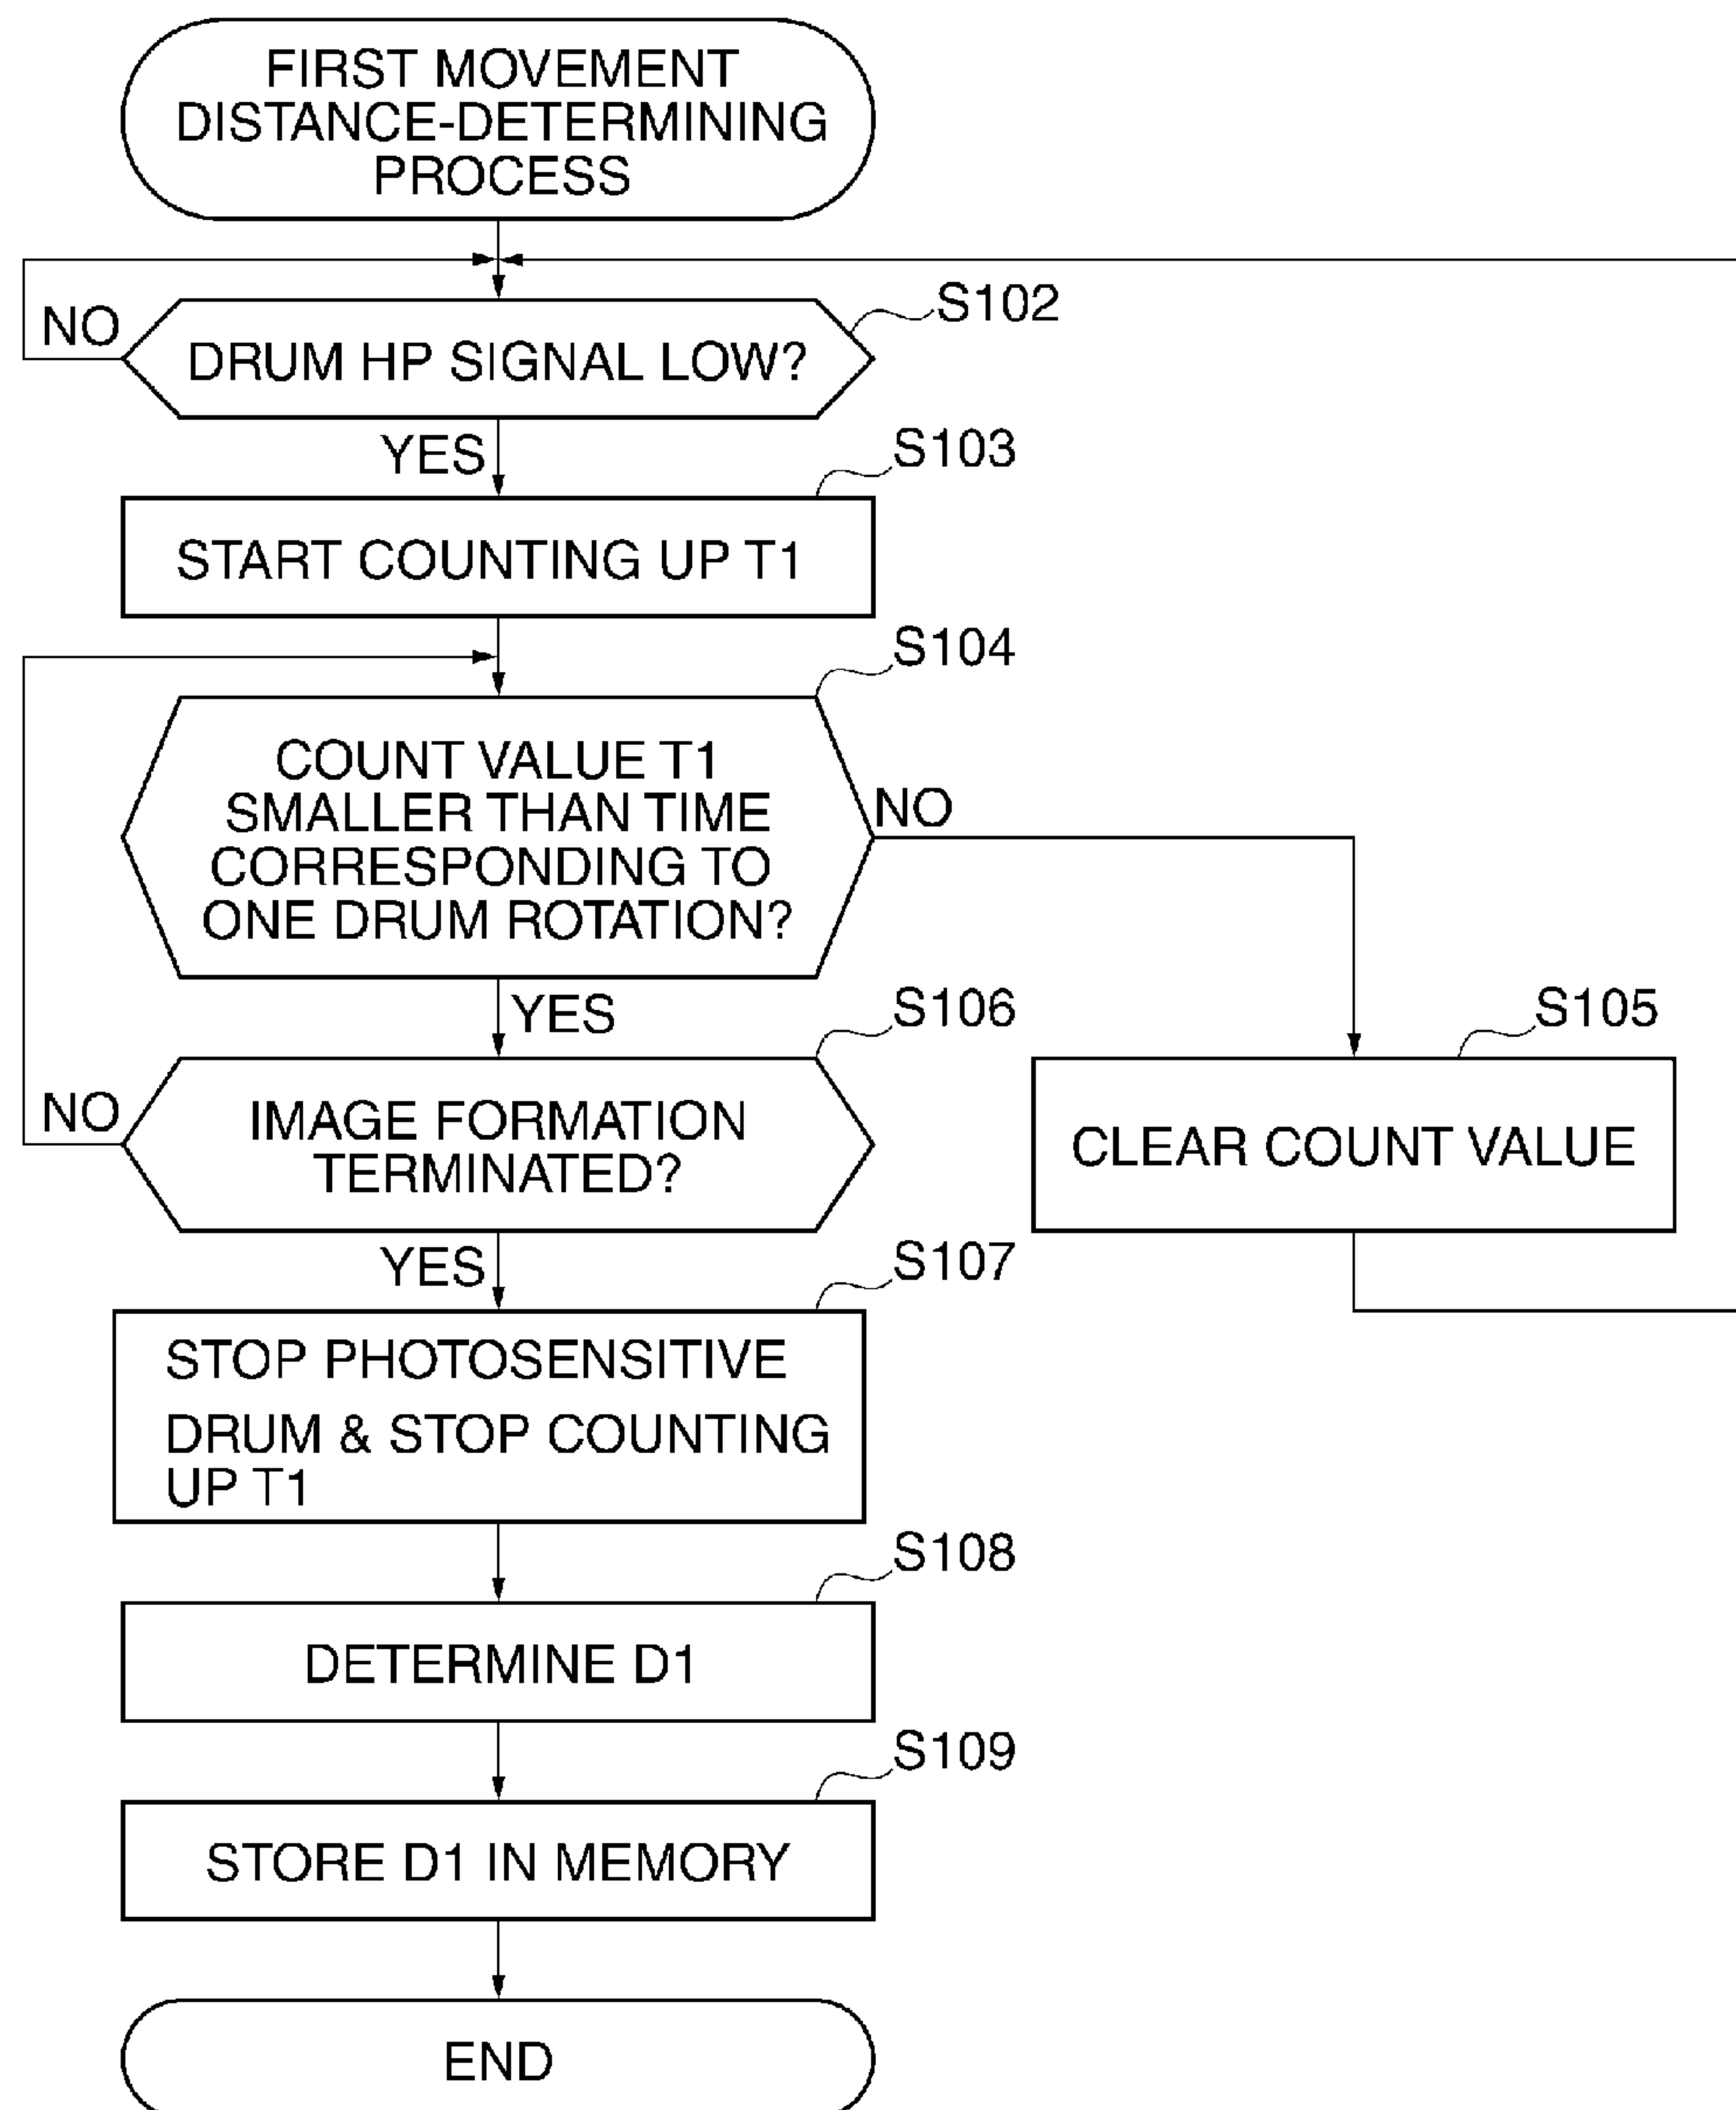 FIRST MOVEMENT
DISTANCE-DETERMINING
PROCESS
NO
DRUM HP SIGNAL LOW?
S102
YES
S103
START COUNTING UP T1
S104
COUNT VALUE T1
SMALLER THAN TIME
CORRESPONDING TO
ONE DRUM ROTATION?
NO
YES
S106
S105
NO
IMAGE FORMATION
TERMINATED?
CLEAR COUNT VALUE
YES
S107
STOP PHOTOSENSITIVE
DRUM & STOP COUNTING
UP T1
S108
DETERMINE D1
S109
STORE D1 IN MEMORY
END